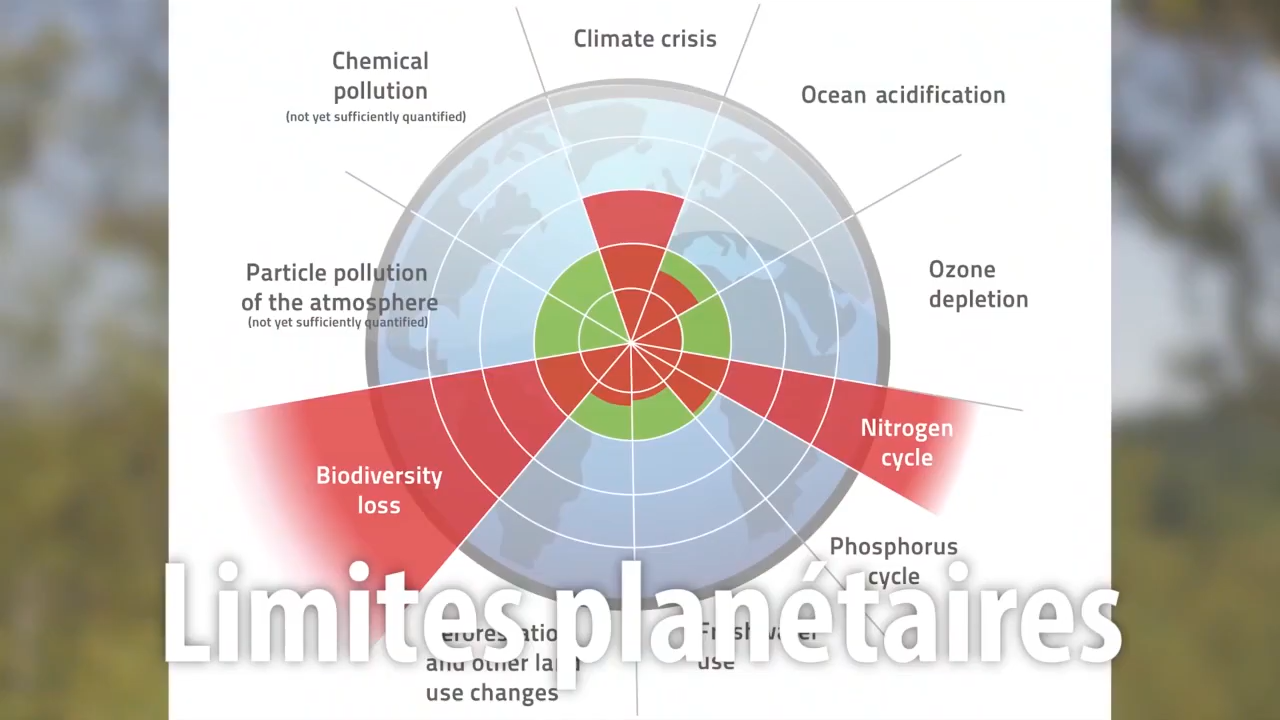 Climate crisis
Chemical
pollution
(not yet sufficiently quantified)
Ocean acidification
Particle pollution
of the atmosphere
(not yet sufficiently quantified)
Ozone
depletion
Nitrogen
cycle
Biodiversity
loss
Phosphorus
cycle
Limites planétaires
and other land
use changes
Freshwater
use